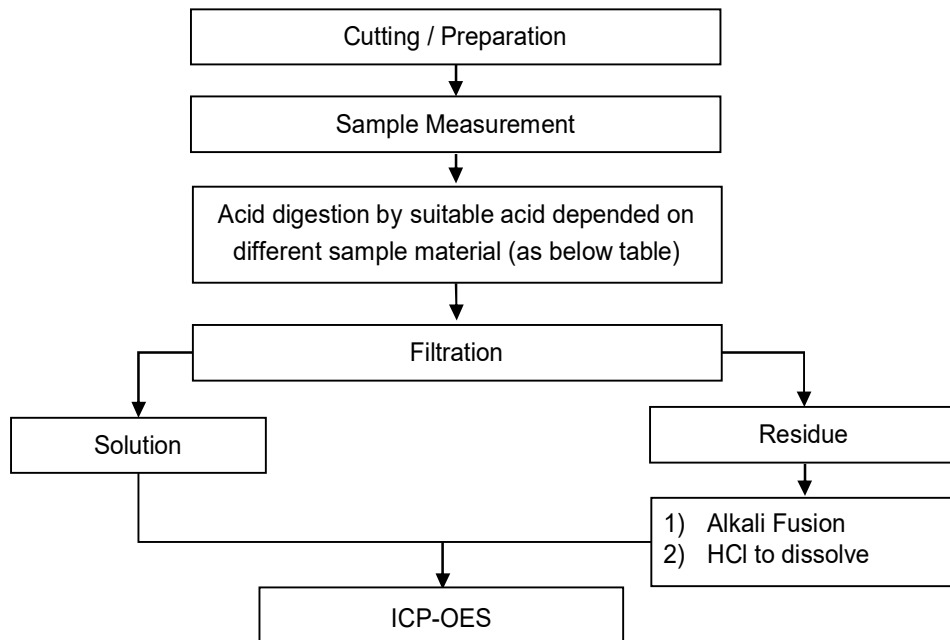 Cutting / Preparation
Sample Measurement
Acid digestion by suitable acid depended on
different sample material (as below table)
Filtration
Solution
Residue
1) Alkali Fusion
2) HCl to dissolve
ICP-OES